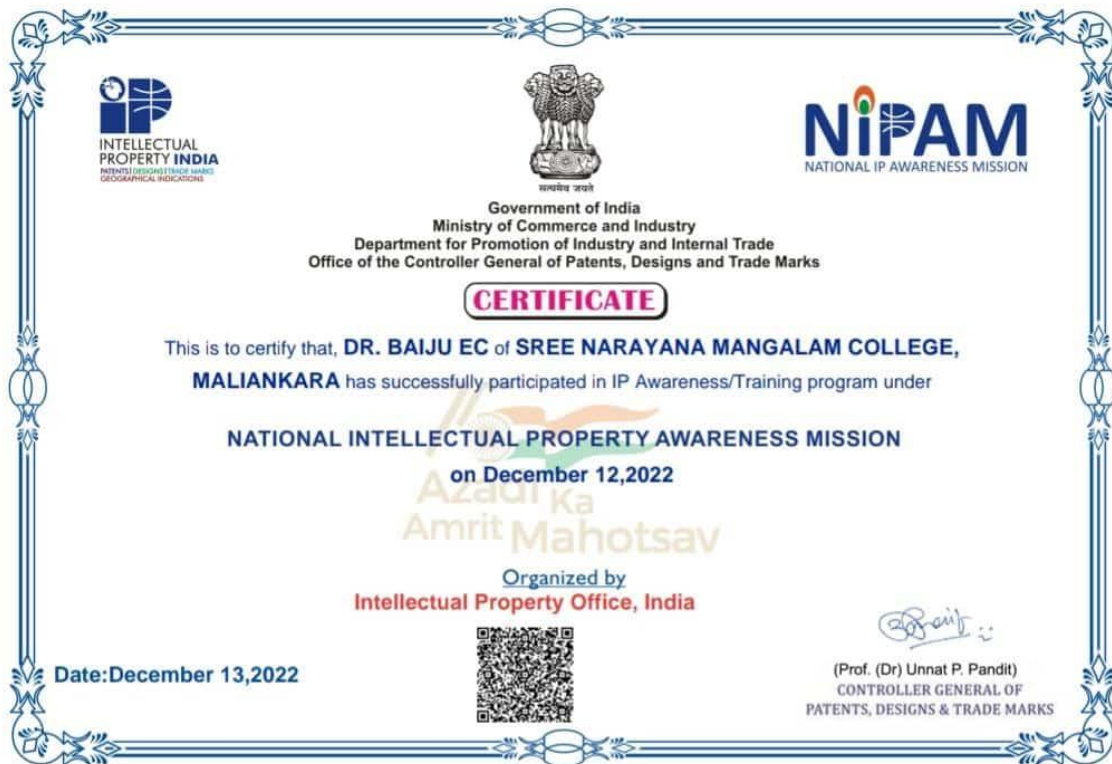 INTELLECTUAL
PROPERTY INDIA
PATENTS | DESIGNS | TRADE MARKS
GEOGRAPHICAL INDICATIONS
सत्यमेव जयते
NiPAM
NATIONAL IP AWARENESS MISSION
Government of India
Ministry of Commerce and Industry
Department for Promotion of Industry and Internal Trade
Office of the Controller General of Patents, Designs and Trade Marks
CERTIFICATE
This is to certify that, DR. BAIJU EC of SREE NARAYANA MANGALAM COLLEGE,
MALIANKARA has successfully participated in IP Awareness/Training program under
NATIONAL INTELLECTUAL PROPERTY AWARENESS MISSION
on December 12,2022
Azadi Ka
Amrit Mahotsav
Organized by
Intellectual Property Office, India
Date:December 13,2022
(Prof. (Dr) Unnat P. Pandit)
CONTROLLER GENERAL OF
PATENTS, DESIGNS & TRADE MARKS